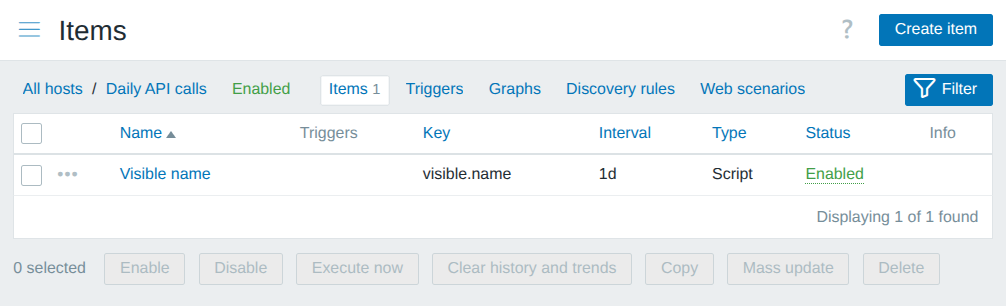 Items ? Create item
All hosts / Daily API calls Enabled Items 1 Triggers Graphs Discovery rules Web scenarios Filter
Name Triggers Key Interval Type Status Info
Visible name visible.name 1d Script Enabled
Displaying 1 of 1 found
0 selected Enable Disable Execute now Clear history and trends Copy Mass update Delete